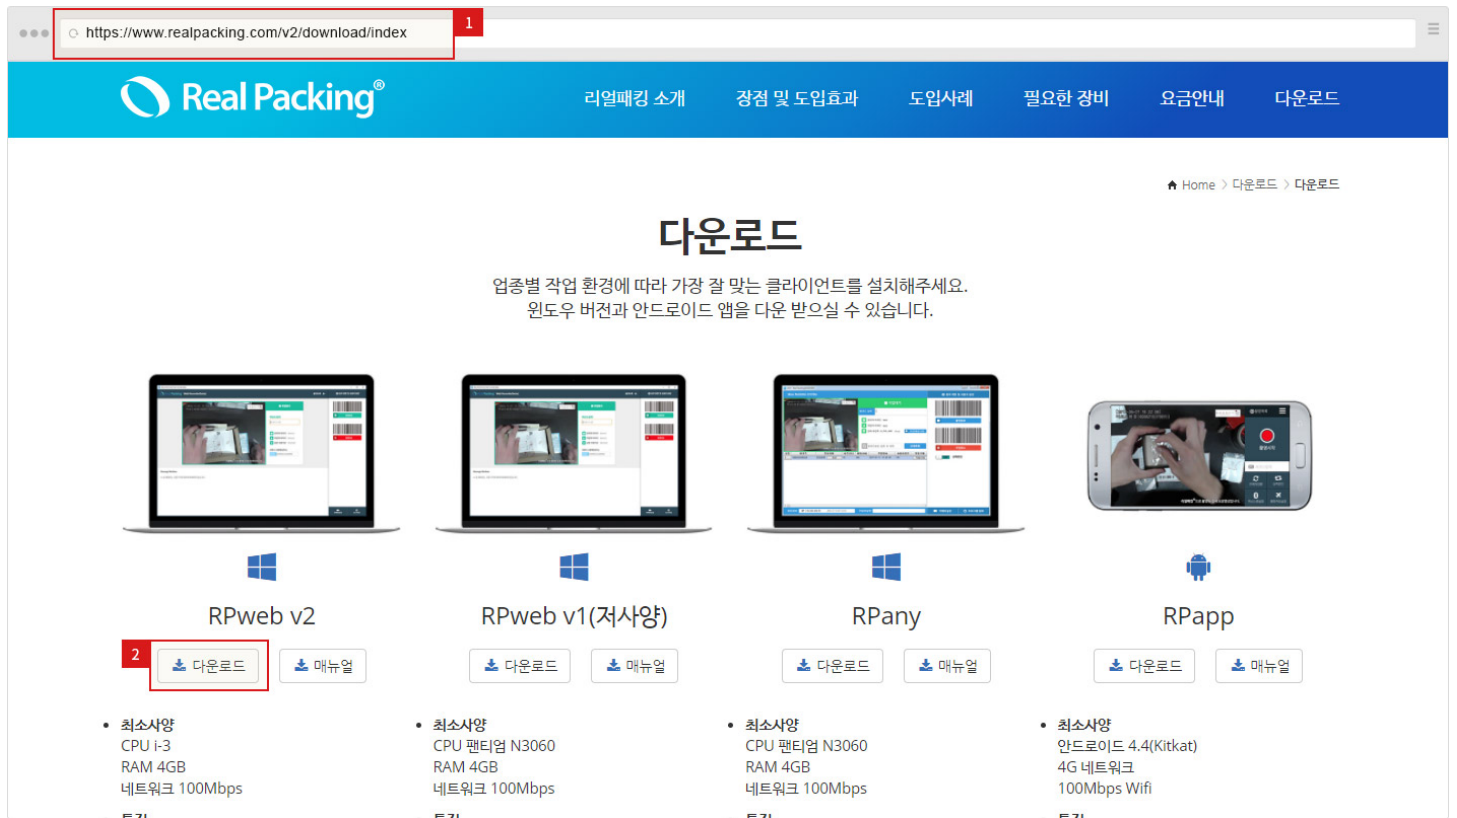 https://www.realpacking.com/v2/download/index
1
Real Packing®
리얼패킹 소개
장점 및 도입효과
도입사례
필요한 장비
요금안내
다운로드
Home > 다운로드 > 다운로드
다운로드
업종별 작업 환경에 따라 가장 잘 맞는 클라이언트를 설치해주세요.
윈도우 버전과 안드로이드 앱을 다운 받으실 수 있습니다.
RPweb v2
RPweb v1(저사양)
RPany
RPapp
2
다운로드
매뉴얼
다운로드
매뉴얼
다운로드
매뉴얼
다운로드
매뉴얼
• 최소사양
CPU i-3
RAM 4GB
네트워크 100Mbps
• 최소사양
CPU 팬티엄 N3060
RAM 4GB
네트워크 100Mbps
• 최소사양
CPU 팬티엄 N3060
RAM 4GB
네트워크 100Mbps
• 최소사양
안드로이드 4.4(Kitkat)
4G 네트워크
100Mbps Wifi